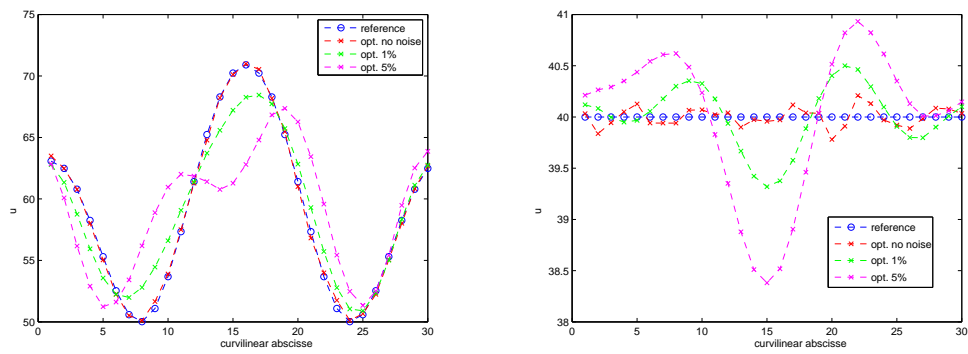 75
70
65
60
55
50
u
0
5
10
15
20
25
30
curvilinear abscisse
reference
opt. no noise
opt. 1%
opt. 5%
41
40.5
40
39.5
39
38.5
38
u
0
5
10
15
20
25
30
curvilinear abscisse
reference
opt. no noise
opt. 1%
opt. 5%